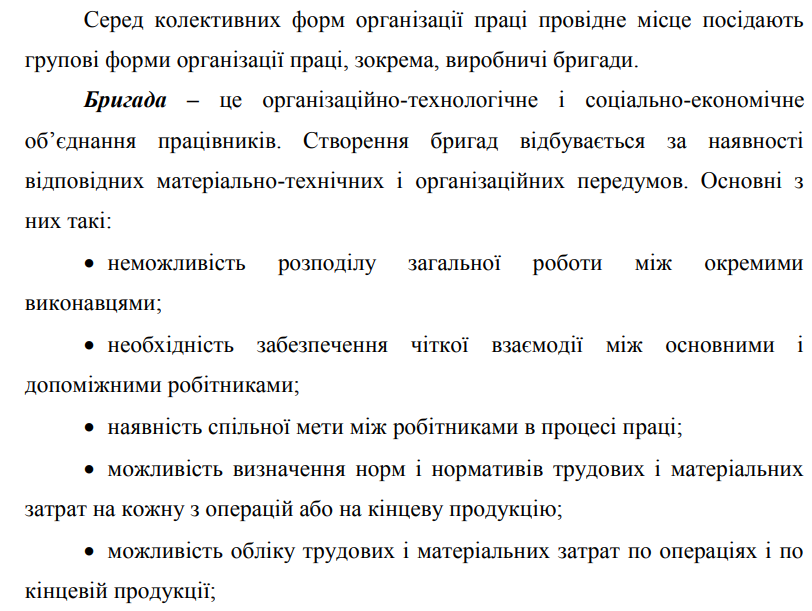 Серед колективних форм організації праці провідне місце посідають
групові форми організації праці, зокрема, виробничі бригади.
Бригада – це організаційно-технологічне і соціально-економічне
об’єднання працівників. Створення бригад відбувається за наявності
відповідних матеріально-технічних і організаційних передумов. Основні з
них такі:
• неможливість розподілу загальної роботи між окремими
виконавцями;
• необхідність забезпечення чіткої взаємодії між основними і
допоміжними робітниками;
• наявність спільної мети між робітниками в процесі праці;
• можливість визначення норм і нормативів трудових і матеріальних
затрат на кожну з операцій або на кінцеву продукцію;
• можливість обліку трудових і матеріальних затрат по операціях і по
кінцевій продукції;